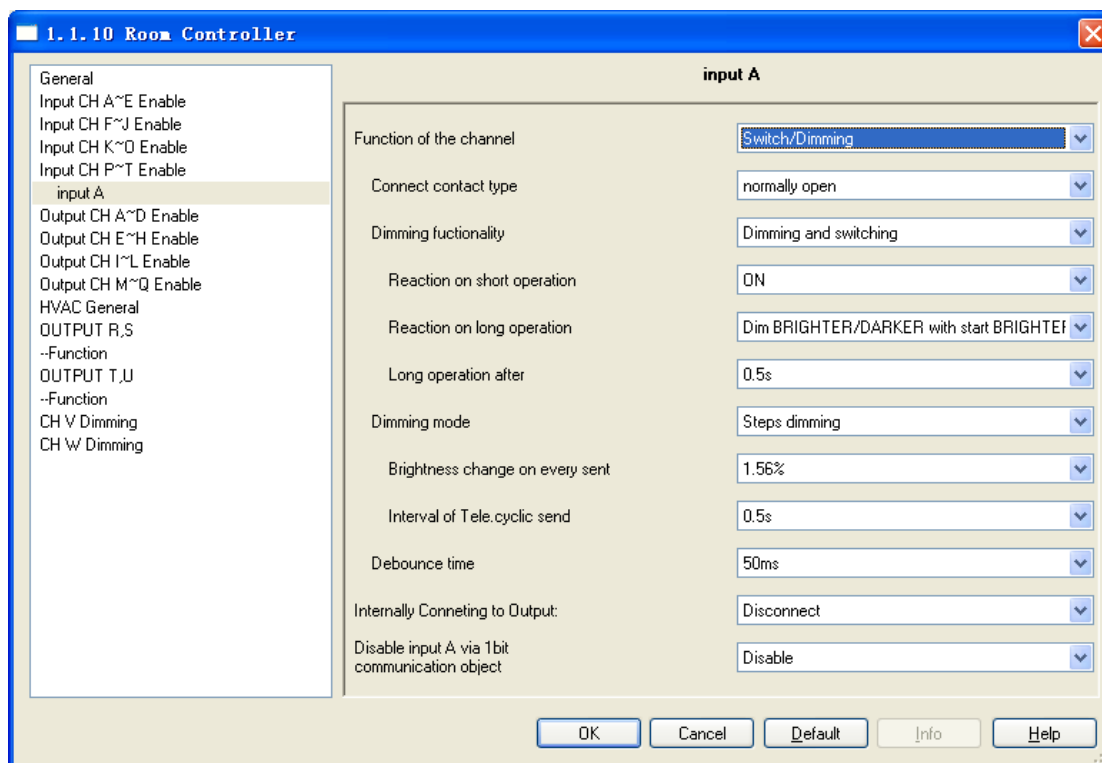 1.1.10 Room Controller
General
Input CH A~E Enable
Input CH F~J Enable
Input CH K~O Enable
Input CH P~T Enable
input A
Output CH A~D Enable
Output CH E~H Enable
Output CH I~L Enable
Output CH M~Q Enable
HVAC General
OUTPUT R,S
--Function
OUTPUT T,U
--Function
CH V Dimming
CH W Dimming
input A
Function of the channel Switch/Dimming
Connect contact type normally open
Dimming fuctionality Dimming and switching
Reaction on short operation ON
Reaction on long operation Dim BRIGHTER/DARKER with start BRIGHTER
Long operation after 0.5s
Dimming mode Steps dimming
Brightness change on every sent 1.56%
Interval of Tele.cyclic send 0.5s
Debounce time 50ms
Internally Conneting to Output: Disconnect
Disable input A via 1bit
communication object Disable
OK Cancel Default Info Help